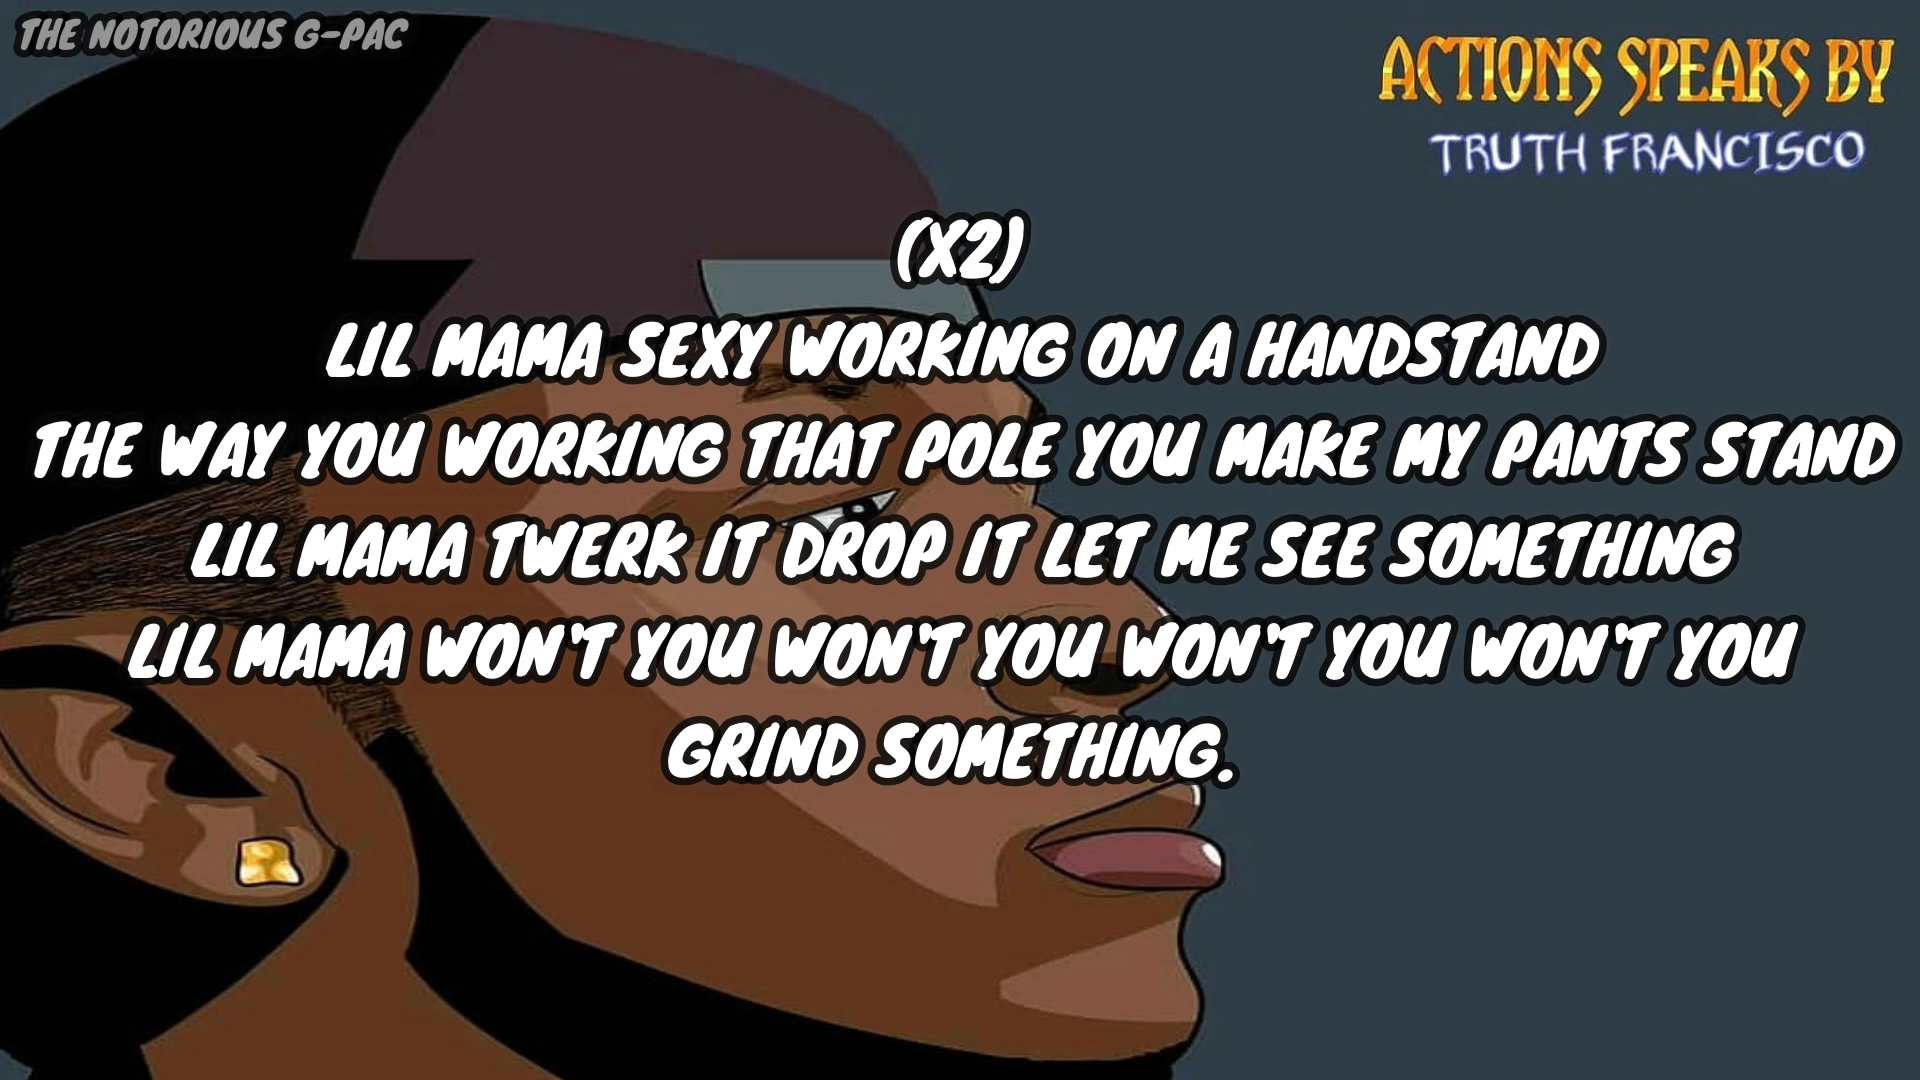 THE NOTORIOUS G-PAC
ACTIONS SPEAKS BY
TRUTH FRANCISCO
(X2)
LIL MAMA SEXY WORKING ON A HANDSTAND
THE WAY YOU WORKING THAT POLE YOU MAKE MY PANTS STAND
LIL MAMA TWERK IT DROP IT LET ME SEE SOMETHING
LIL MAMA WON'T YOU WON'T YOU WON'T YOU WON'T YOU
GRIND SOMETHING.